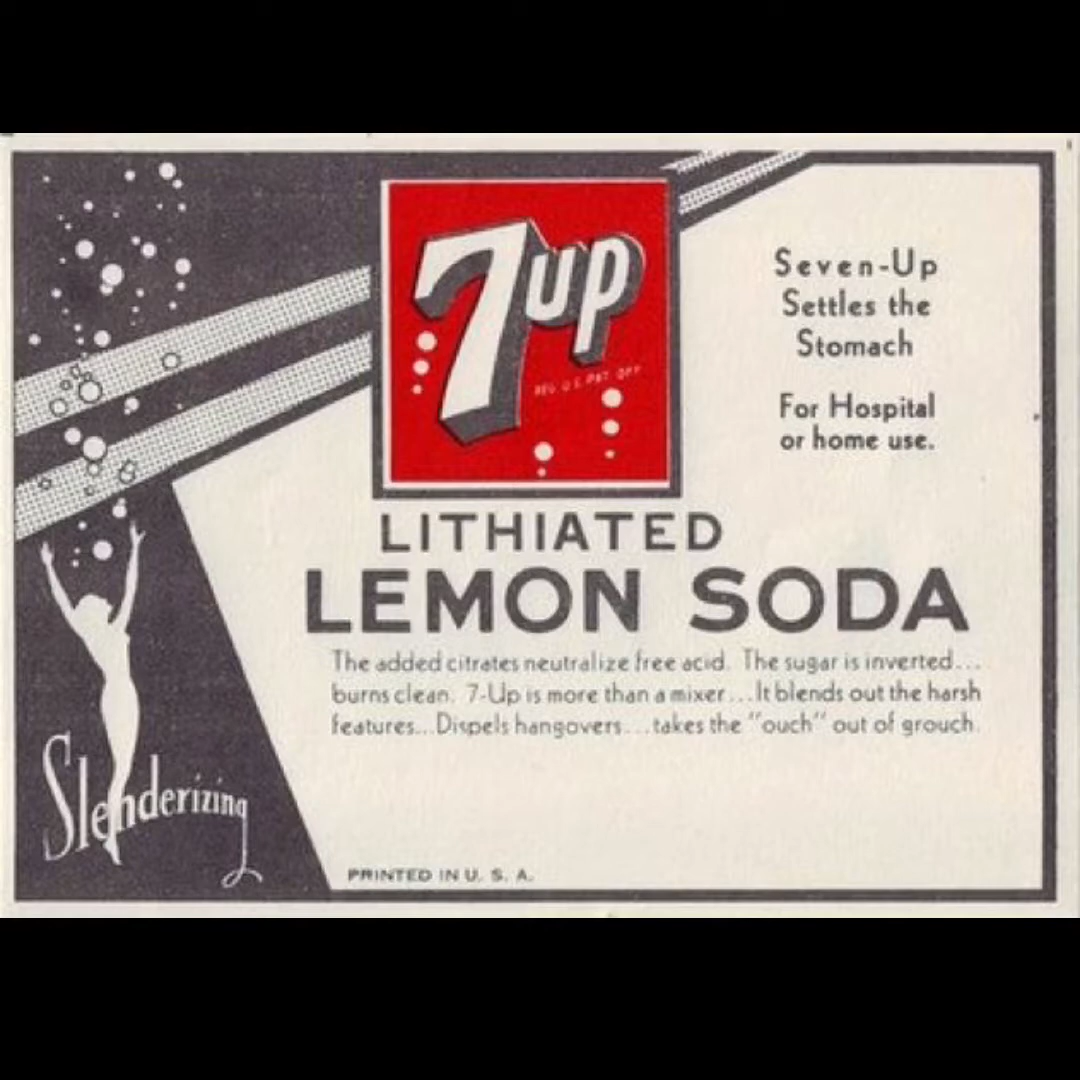 7up
REG. U.S. PAT. OFF.
Seven-Up
Settles the
Stomach
For Hospital
or home use.
LITHIATED
LEMON SODA
The added citrates neutralize free acid. The sugar is inverted...
burns clean. 7-Up is more than a mixer...It blends out the harsh
features...Dispels hangovers...takes the "ouch" out of grouch.
Slenderizing
PRINTED IN U. S. A.